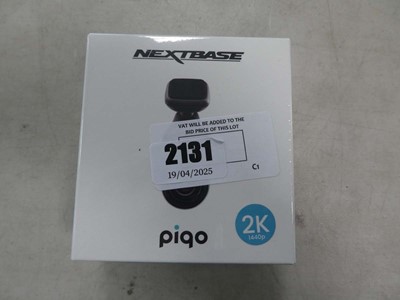 NEXTBASE
VAT WILL BE ADDED TO THE
BID PRICE OF THIS LOT
2131
C1
19/04/2025
piqo
2K
1440p